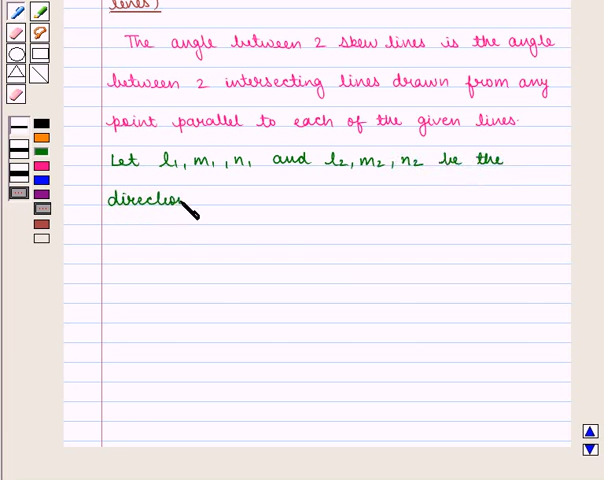 lines)
The angle between 2 skew lines is the angle
between 2 intersecting lines drawn from any
point parallel to each of the given lines.
Let l₁, m₁, n₁ and l₂, m₂, n₂ be the
direction